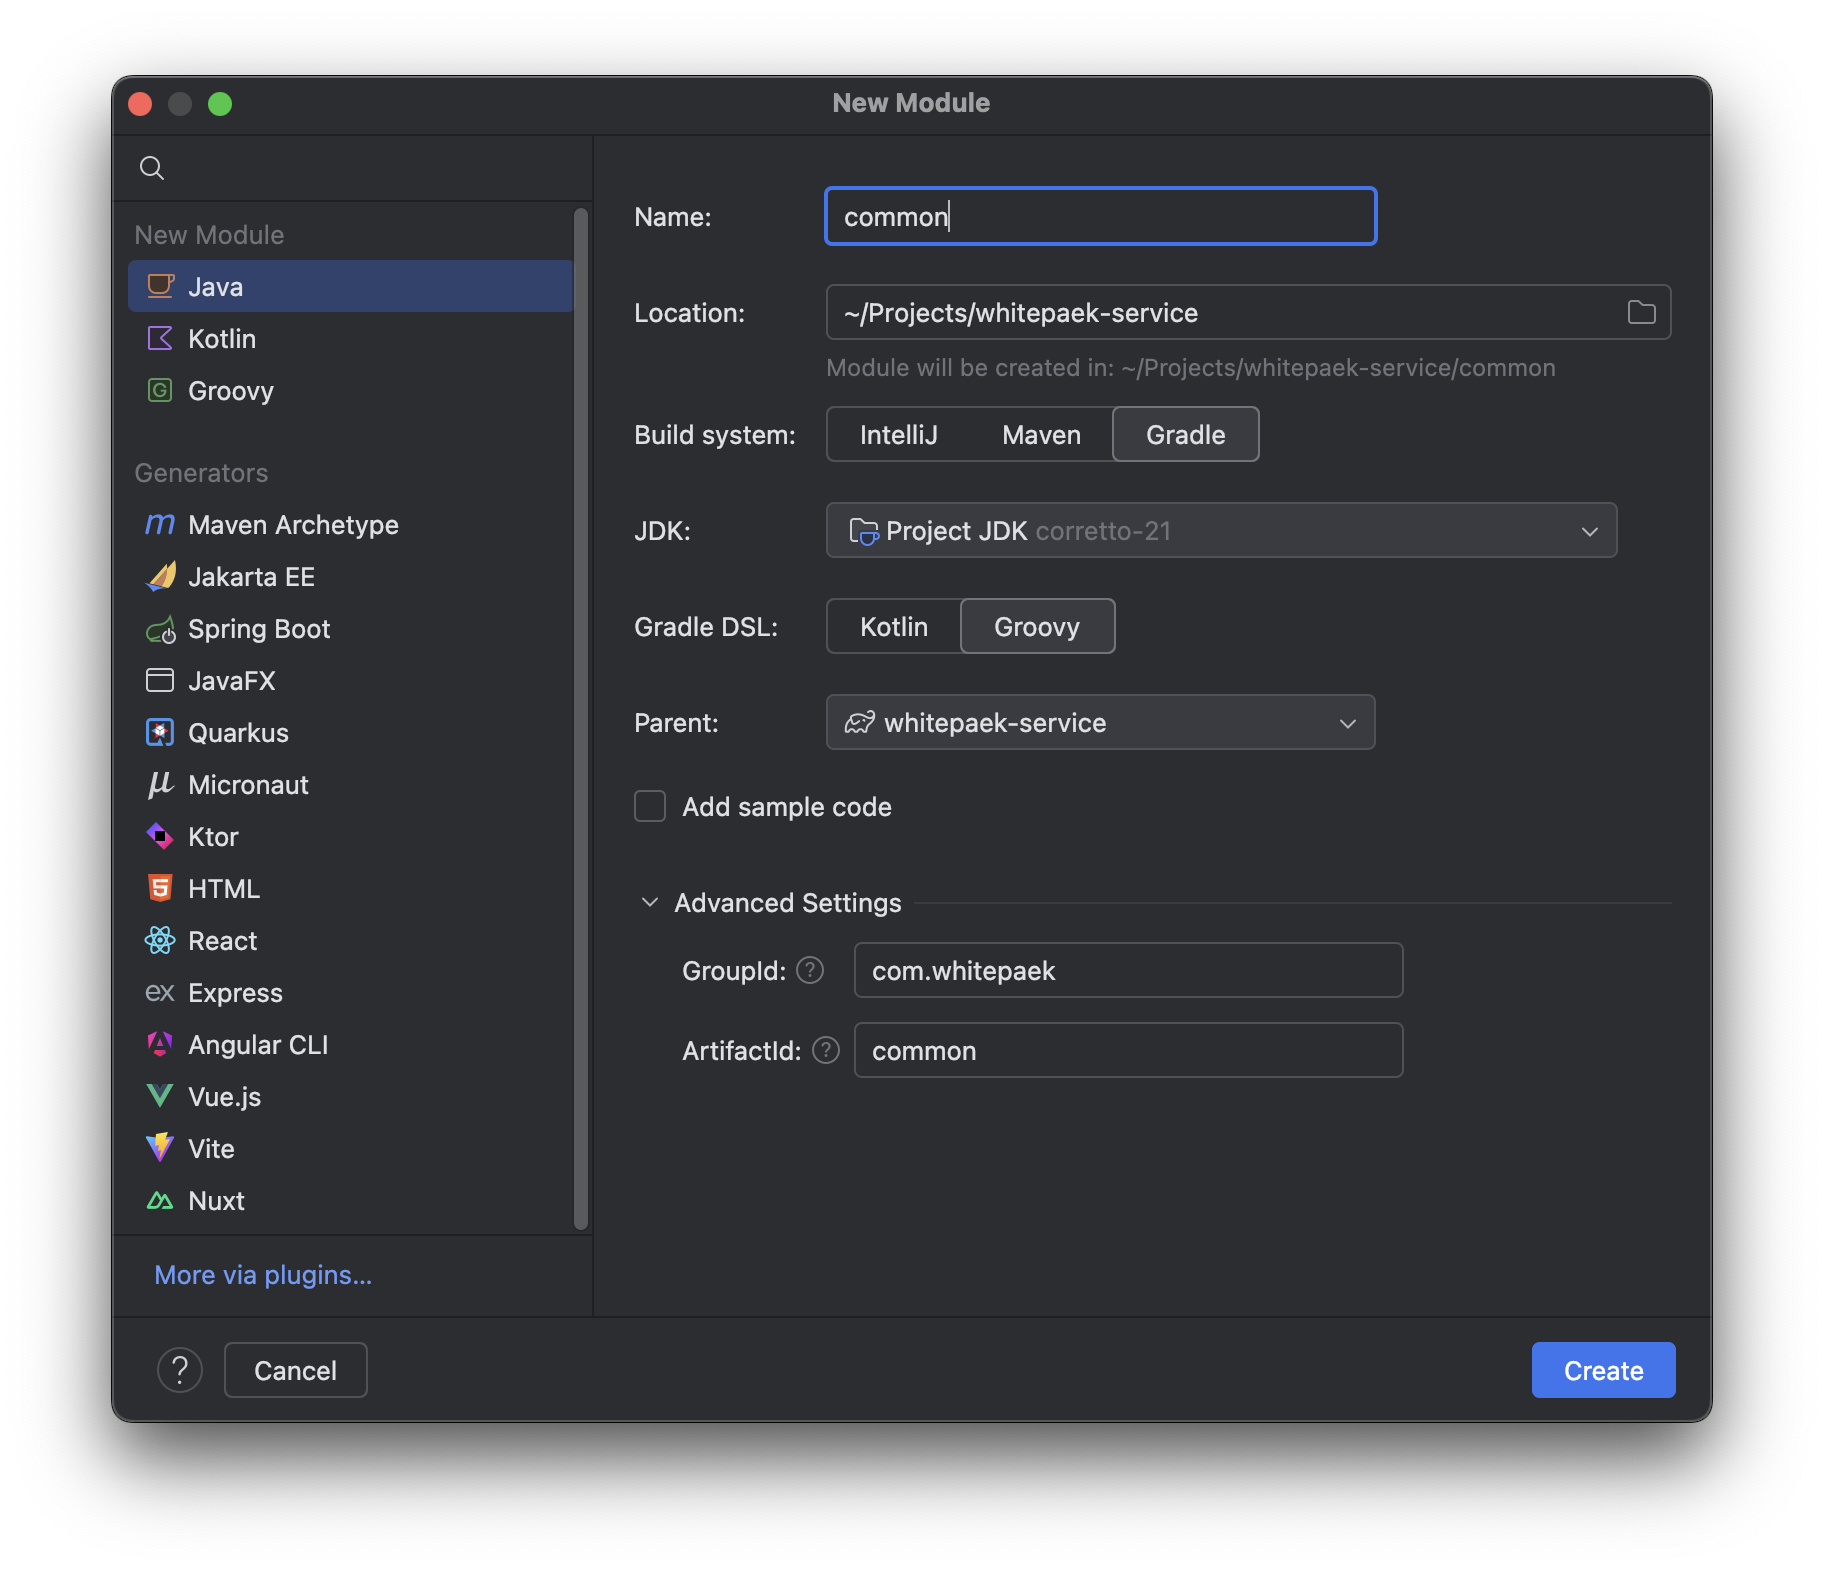 New Module
New Module
Java
Kotlin
G Groovy
Generators
m Maven Archetype
Jakarta EE
Spring Boot
JavaFX
Quarkus
μ Micronaut
Ktor
5 HTML
React
ex Express
Angular CLI
Vue.js
Vite
Nuxt
More via plugins...
Name: common
Location: ~/Projects/whitepaek-service
Module will be created in: ~/Projects/whitepaek-service/common
Build system: IntelliJ Maven Gradle
JDK: Project JDK corretto-21
Gradle DSL: Kotlin Groovy
Parent: whitepaek-service
Add sample code
Advanced Settings
GroupId: ? com.whitepaek
ArtifactId: ? common
? Cancel Create